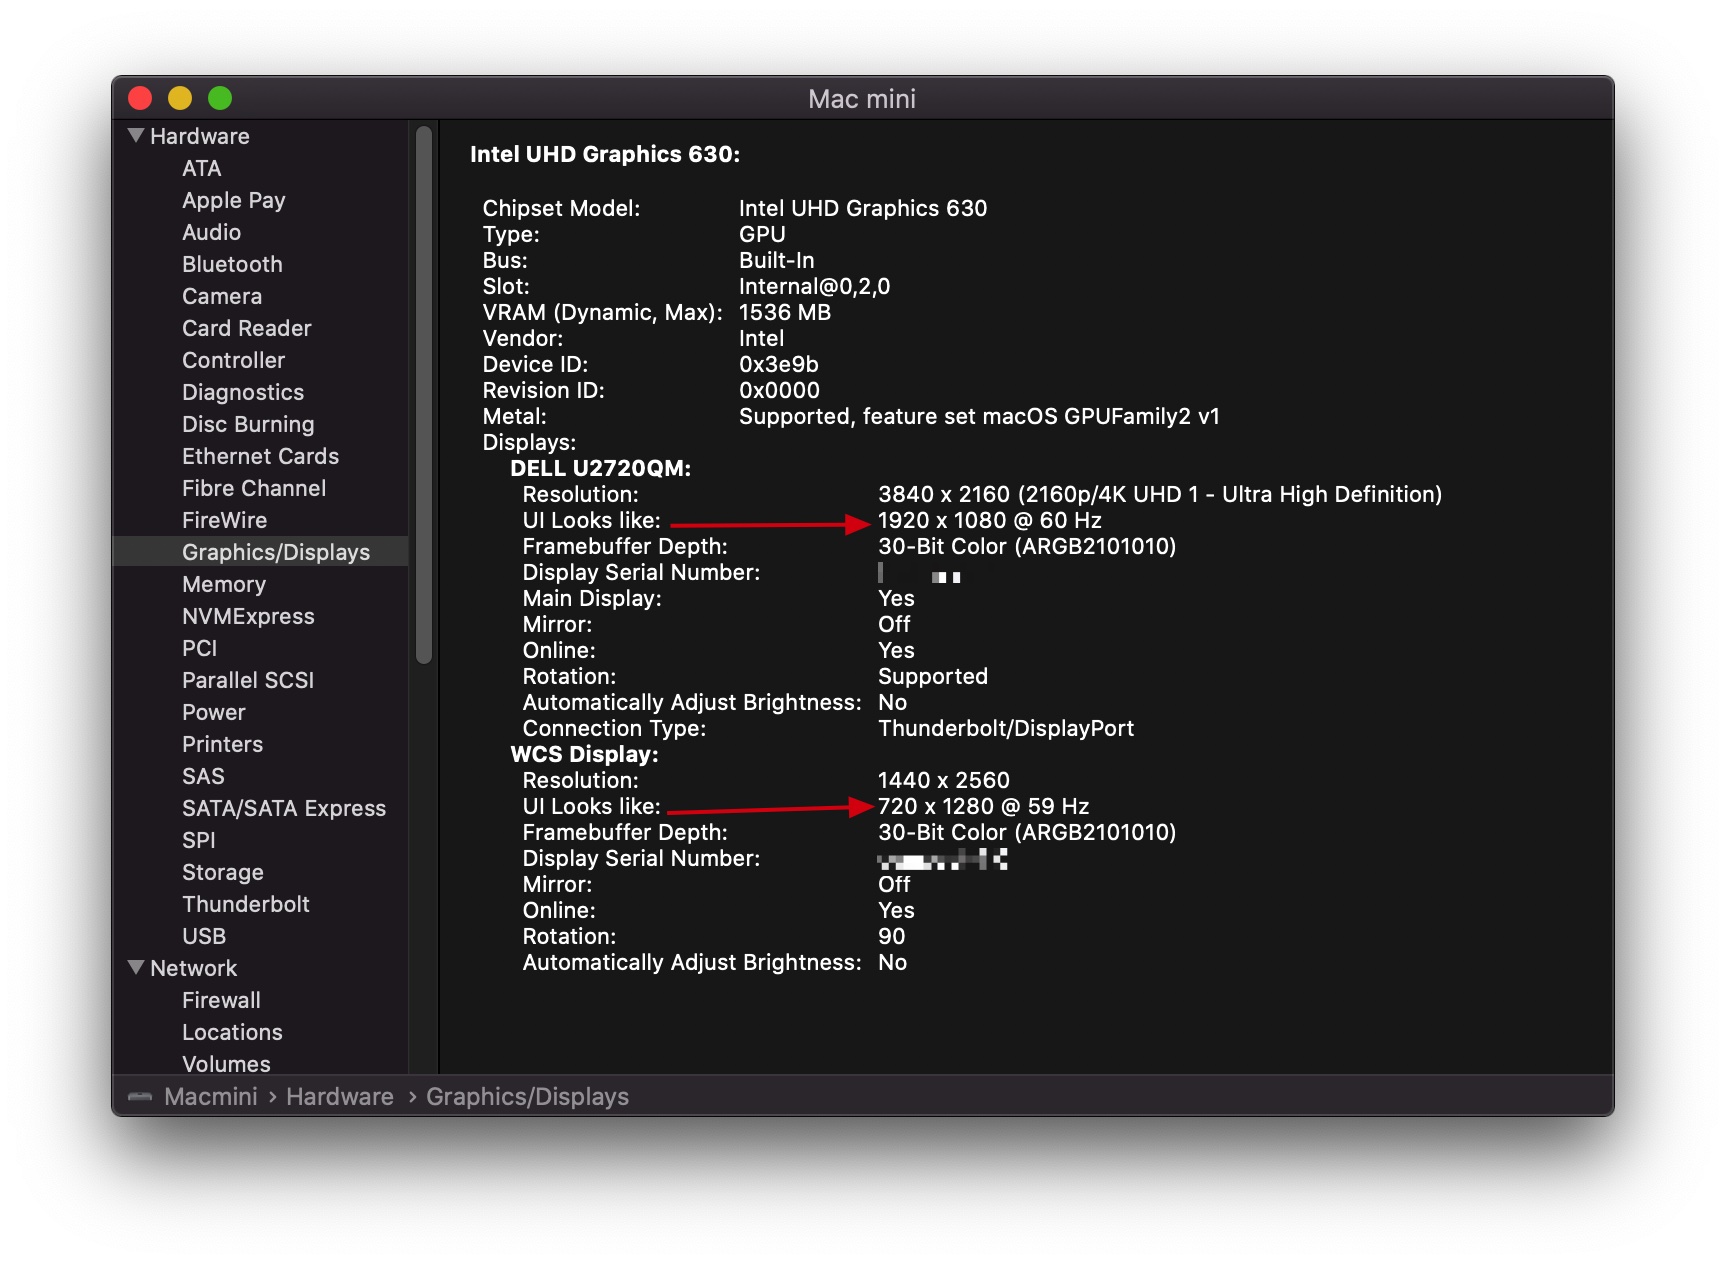 Mac mini
Hardware
ATA
Apple Pay
Audio
Bluetooth
Camera
Card Reader
Controller
Diagnostics
Disc Burning
Ethernet Cards
Fibre Channel
FireWire
Graphics/Displays
Memory
NVMExpress
PCI
Parallel SCSI
Power
Printers
SAS
SATA/SATA Express
SPI
Storage
Thunderbolt
USB
Network
Firewall
Locations
Volumes
Intel UHD Graphics 630:
Chipset Model: Intel UHD Graphics 630
Type: GPU
Bus: Built-In
Slot: Internal@0,2,0
VRAM (Dynamic, Max): 1536 MB
Vendor: Intel
Device ID: 0x3e9b
Revision ID: 0x0000
Metal: Supported, feature set macOS GPUFamily2 v1
Displays:
DELL U2720QM:
Resolution: 3840 x 2160 (2160p/4K UHD 1 - Ultra High Definition)
UI Looks like: 1920 x 1080 @ 60 Hz
Framebuffer Depth: 30-Bit Color (ARGB2101010)
Display Serial Number:
Main Display: Yes
Mirror: Off
Online: Yes
Rotation: Supported
Automatically Adjust Brightness: No
Connection Type: Thunderbolt/DisplayPort
WCS Display:
Resolution: 1440 x 2560
UI Looks like: 720 x 1280 @ 59 Hz
Framebuffer Depth: 30-Bit Color (ARGB2101010)
Display Serial Number:
Mirror: Off
Online: Yes
Rotation: 90
Automatically Adjust Brightness: No
Macmini › Hardware › Graphics/Displays